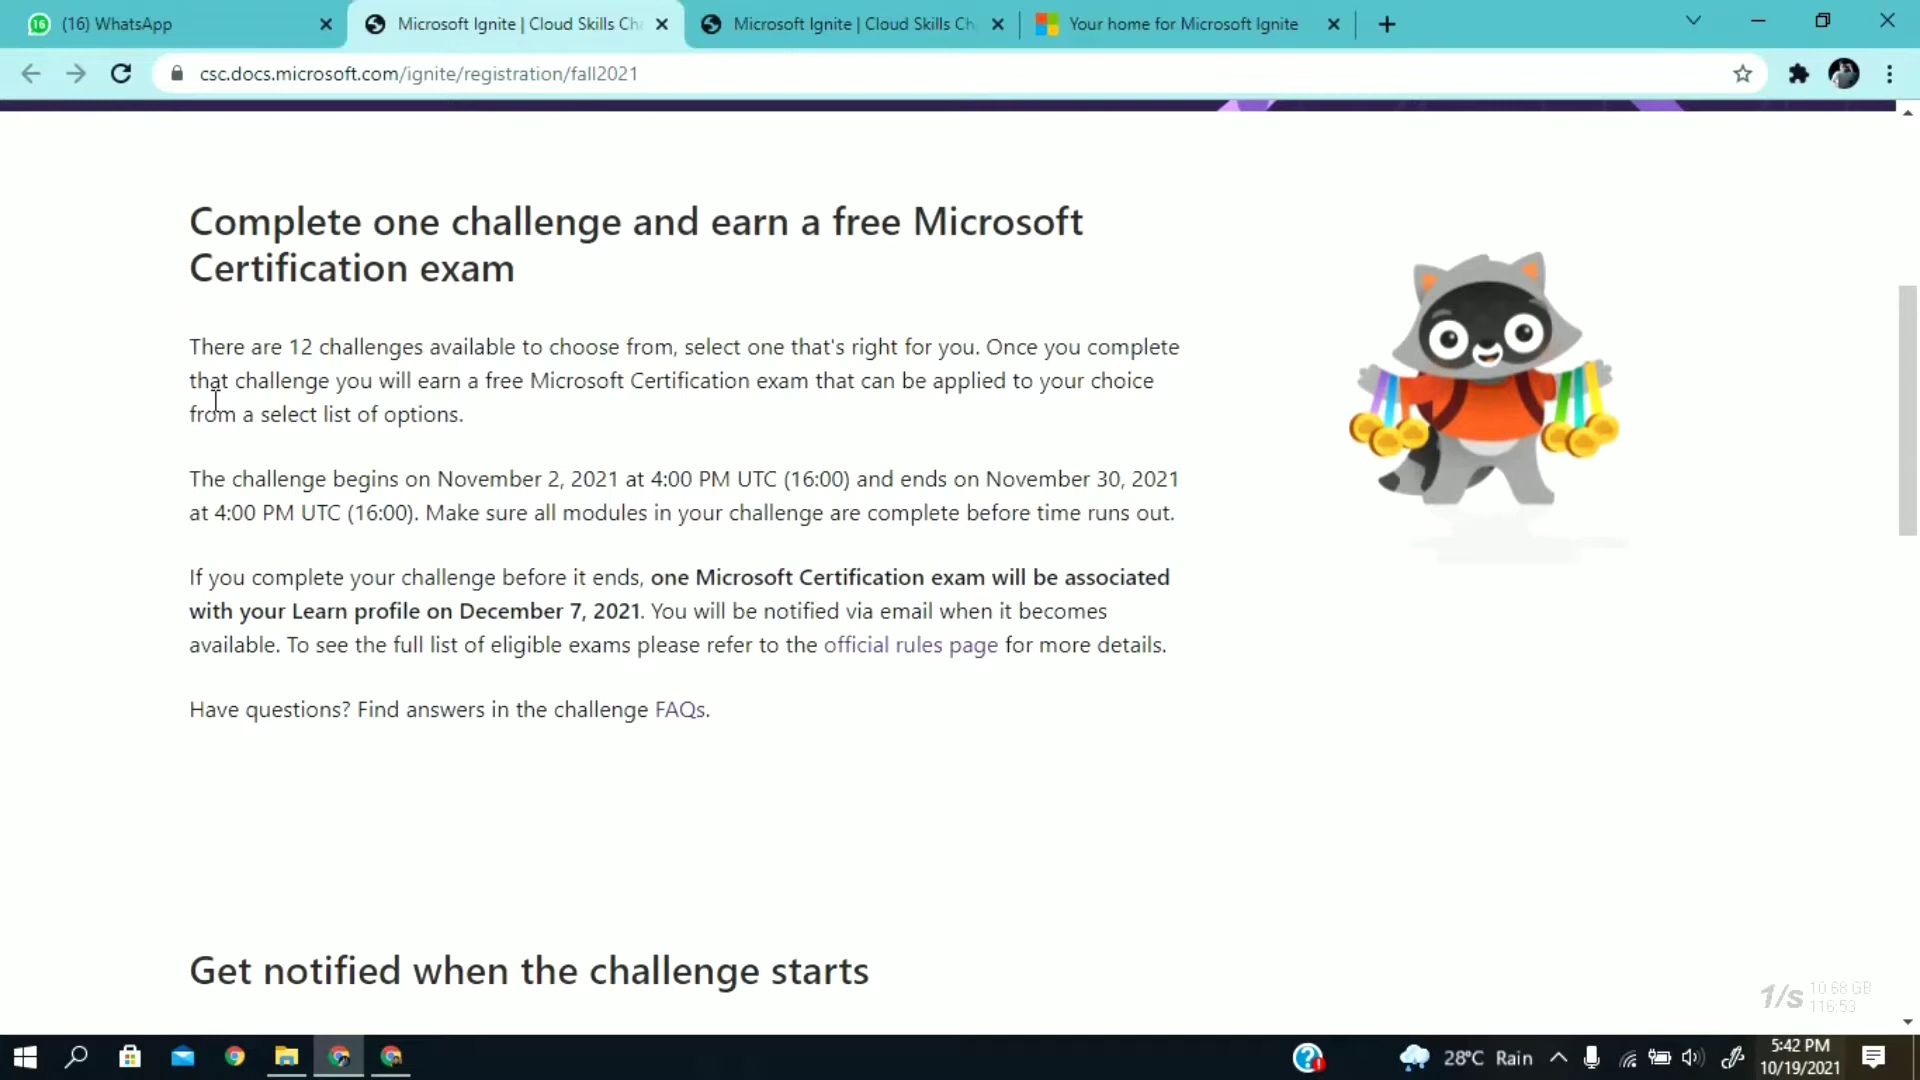 (16) WhatsApp
Microsoft Ignite | Cloud Skills Ch
Microsoft Ignite | Cloud Skills Ch
Your home for Microsoft Ignite
csc.docs.microsoft.com/ignite/registration/fall2021
Complete one challenge and earn a free Microsoft
Certification exam
There are 12 challenges available to choose from, select one that's right for you. Once you complete
that challenge you will earn a free Microsoft Certification exam that can be applied to your choice
from a select list of options.
The challenge begins on November 2, 2021 at 4:00 PM UTC (16:00) and ends on November 30, 2021
at 4:00 PM UTC (16:00). Make sure all modules in your challenge are complete before time runs out.
If you complete your challenge before it ends, one Microsoft Certification exam will be associated
with your Learn profile on December 7, 2021. You will be notified via email when it becomes
available. To see the full list of eligible exams please refer to the official rules page for more details.
Have questions? Find answers in the challenge FAQs.
Get notified when the challenge starts
1/s 10.68 GB
116:53
28°C Rain
5:42 PM
10/19/2021